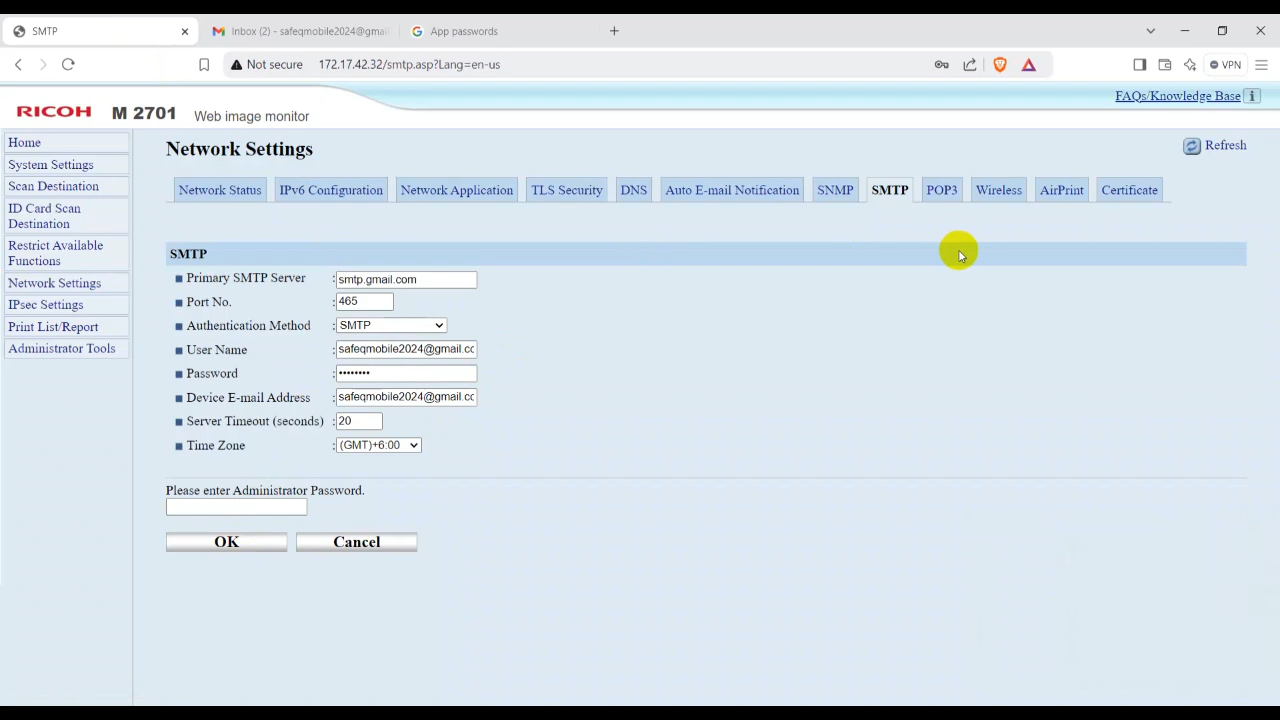 SMTP
Inbox (2) - safeqmobile2024@gmai
App passwords
Not secure 172.17.42.32/smtp.asp?Lang=en-us
VPN
FAQs/Knowledge Base
RICOH M 2701 Web image monitor
Home
System Settings
Scan Destination
ID Card Scan
Destination
Restrict Available
Functions
Network Settings
IPsec Settings
Print List/Report
Administrator Tools
Network Settings
Refresh
Network Status IPv6 Configuration Network Application TLS Security DNS Auto E-mail Notification SNMP SMTP POP3 Wireless AirPrint Certificate
SMTP
Primary SMTP Server : smtp.gmail.com
Port No. : 465
Authentication Method : SMTP
User Name : safeqmobile2024@gmail.cc
Password : ••••••••
Device E-mail Address : safeqmobile2024@gmail.cc
Server Timeout (seconds) : 20
Time Zone : (GMT)+6:00
Please enter Administrator Password.
OK Cancel